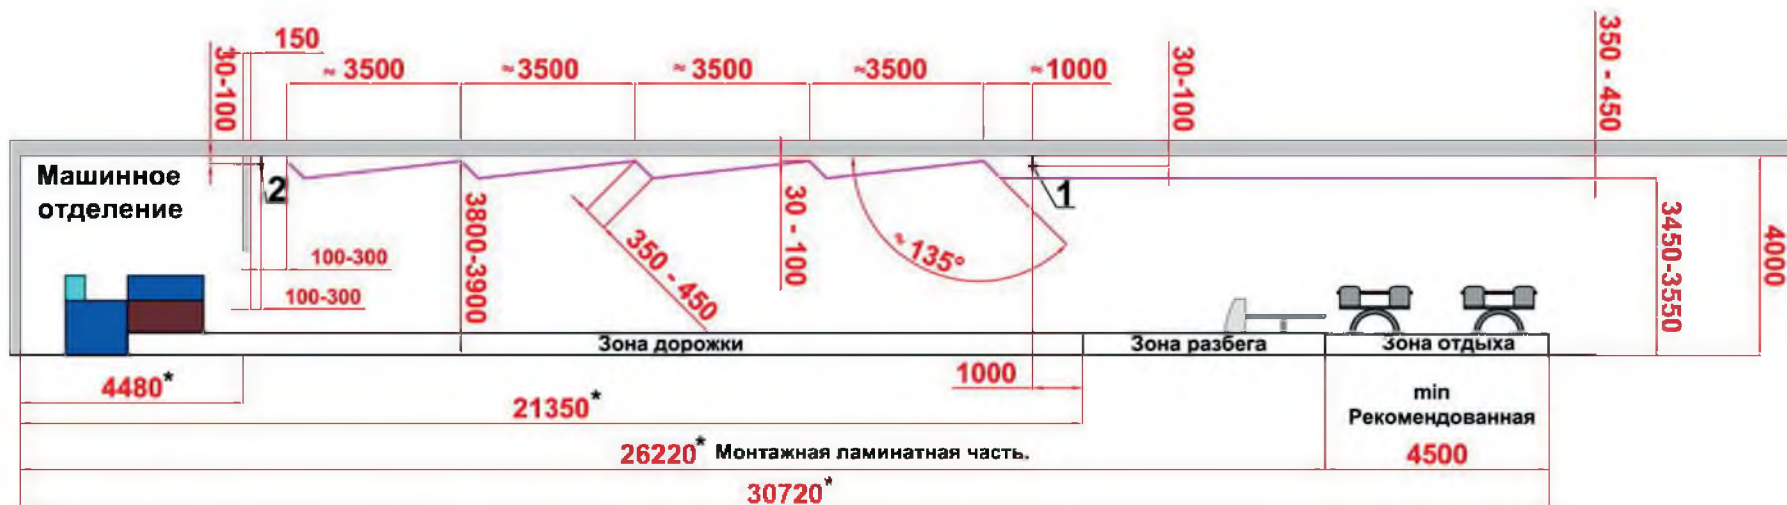 150
30-100
≈ 3500
≈ 3500
≈ 3500
≈3500
≈1000
30-100
350 - 450
Машинное
отделение
2
1
3800-3900
350 - 450
30 - 100
≈ 135°
3450-3550
4000
100-300
100-300
Зона дорожки
Зона разбега
Зона отдыха
4480*
1000
21350*
min
Рекомендованная
26220* Монтажная ламинатная часть.
4500
30720*